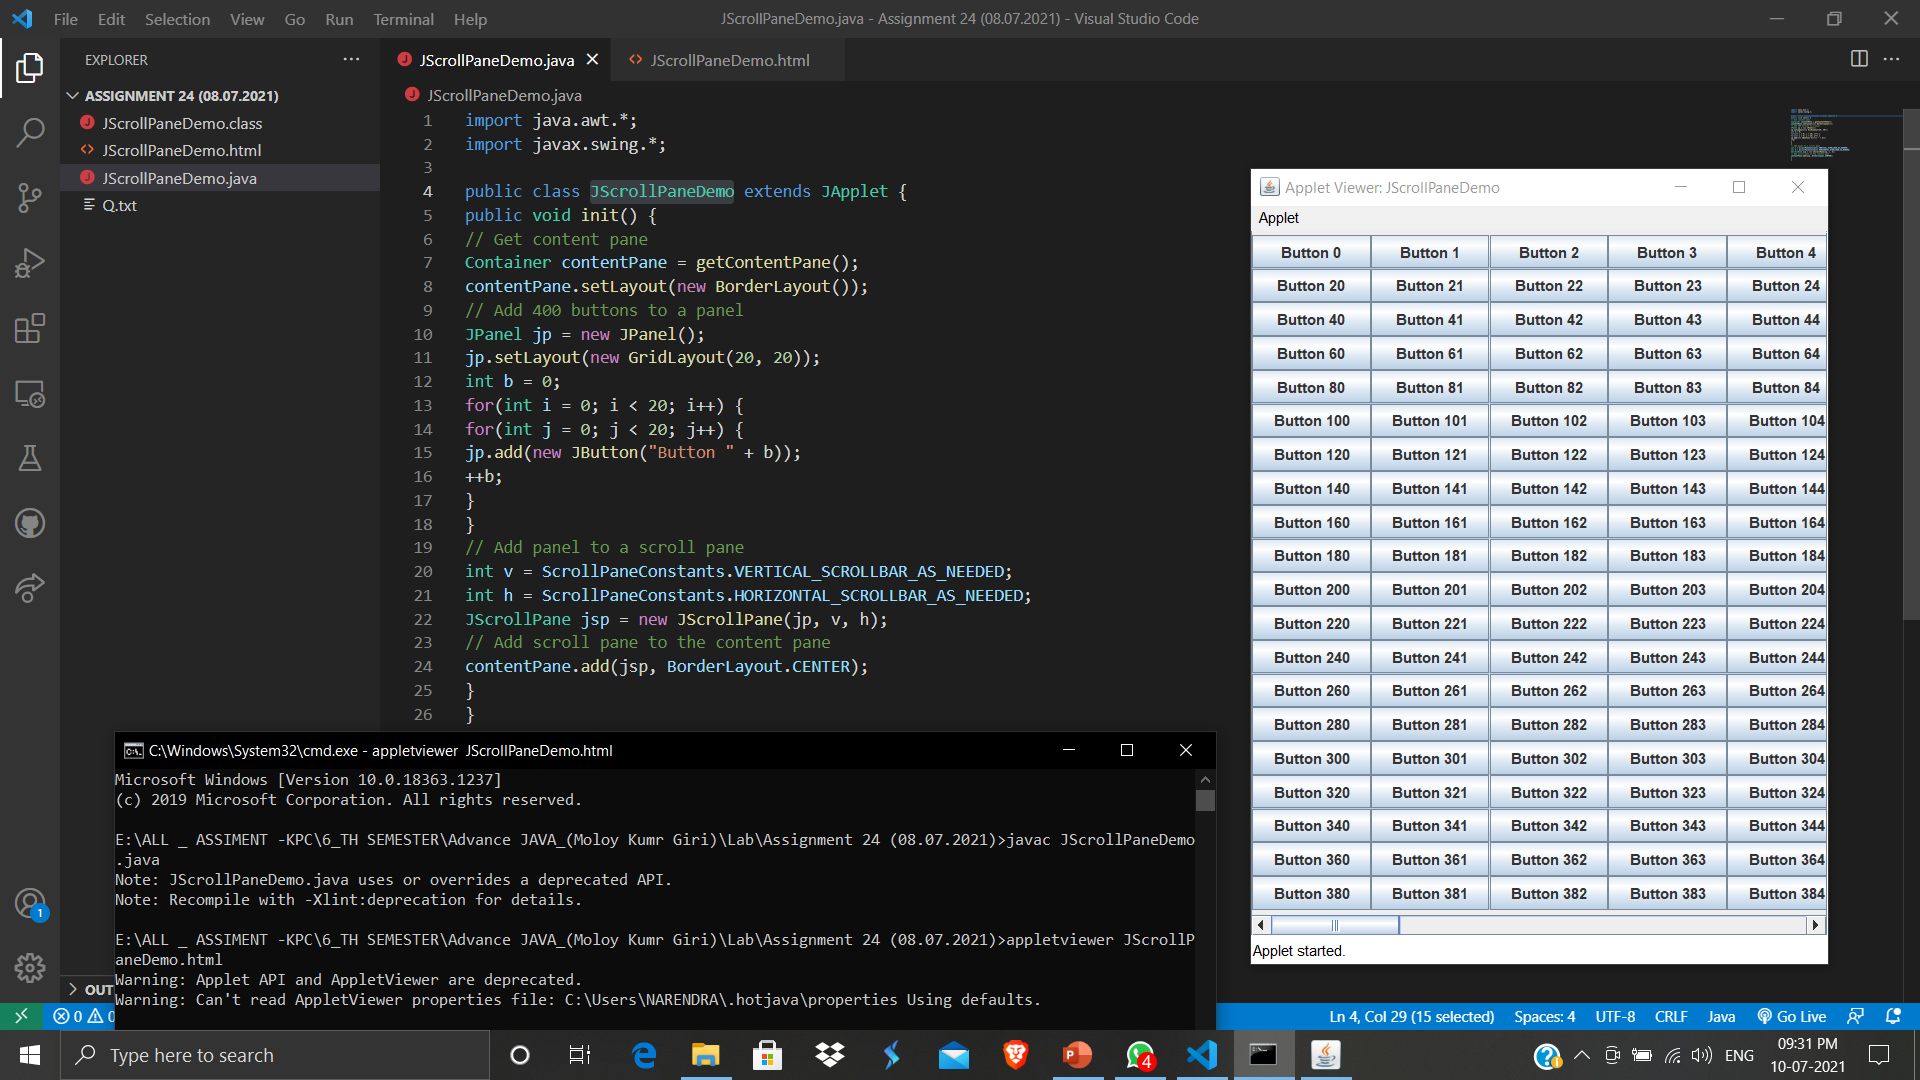 File Edit Selection View Go Run Terminal Help
JScrollPaneDemo.java - Assignment 24 (08.07.2021) - Visual Studio Code
EXPLORER
ASSIGNMENT 24 (08.07.2021)
JScrollPaneDemo.class
JScrollPaneDemo.html
JScrollPaneDemo.java
Q.txt
OUT
JScrollPaneDemo.java
JScrollPaneDemo.html
JScrollPaneDemo.java
1 import java.awt.*;
2 import javax.swing.*;
3
4 public class JScrollPaneDemo extends JApplet {
5 public void init() {
6 // Get content pane
7 Container contentPane = getContentPane();
8 contentPane.setLayout(new BorderLayout());
9 // Add 400 buttons to a panel
10 JPanel jp = new JPanel();
11 jp.setLayout(new GridLayout(20, 20));
12 int b = 0;
13 for(int i = 0; i < 20; i++) {
14 for(int j = 0; j < 20; j++) {
15 jp.add(new JButton("Button " + b));
16 ++b;
17 }
18 }
19 // Add panel to a scroll pane
20 int v = ScrollPaneConstants.VERTICAL_SCROLLBAR_AS_NEEDED;
21 int h = ScrollPaneConstants.HORIZONTAL_SCROLLBAR_AS_NEEDED;
22 JScrollPane jsp = new JScrollPane(jp, v, h);
23 // Add scroll pane to the content pane
24 contentPane.add(jsp, BorderLayout.CENTER);
25 }
26 }
Applet Viewer: JScrollPaneDemo
Applet
Button 0 Button 1 Button 2 Button 3 Button 4
Button 20 Button 21 Button 22 Button 23 Button 24
Button 40 Button 41 Button 42 Button 43 Button 44
Button 60 Button 61 Button 62 Button 63 Button 64
Button 80 Button 81 Button 82 Button 83 Button 84
Button 100 Button 101 Button 102 Button 103 Button 104
Button 120 Button 121 Button 122 Button 123 Button 124
Button 140 Button 141 Button 142 Button 143 Button 144
Button 160 Button 161 Button 162 Button 163 Button 164
Button 180 Button 181 Button 182 Button 183 Button 184
Button 200 Button 201 Button 202 Button 203 Button 204
Button 220 Button 221 Button 222 Button 223 Button 224
Button 240 Button 241 Button 242 Button 243 Button 244
Button 260 Button 261 Button 262 Button 263 Button 264
Button 280 Button 281 Button 282 Button 283 Button 284
Button 300 Button 301 Button 302 Button 303 Button 304
Button 320 Button 321 Button 322 Button 323 Button 324
Button 340 Button 341 Button 342 Button 343 Button 344
Button 360 Button 361 Button 362 Button 363 Button 364
Button 380 Button 381 Button 382 Button 383 Button 384
Applet started.
C:\Windows\System32\cmd.exe - appletviewer JScrollPaneDemo.html
Microsoft Windows [Version 10.0.18363.1237]
(c) 2019 Microsoft Corporation. All rights reserved.
E:\ALL _ ASSIMENT -KPC\6_TH SEMESTER\Advance JAVA_(Moloy Kumr Giri)\Lab\Assignment 24 (08.07.2021)>javac JScrollPaneDemo
.java
Note: JScrollPaneDemo.java uses or overrides a deprecated API.
Note: Recompile with -Xlint:deprecation for details.
E:\ALL _ ASSIMENT -KPC\6_TH SEMESTER\Advance JAVA_(Moloy Kumr Giri)\Lab\Assignment 24 (08.07.2021)>appletviewer JScrollP
aneDemo.html
Warning: Applet API and AppletViewer are deprecated.
Warning: Can't read AppletViewer properties file: C:\Users\NARENDRA\.hotjava\properties Using defaults.
1
0 0
Ln 4, Col 29 (15 selected) Spaces: 4 UTF-8 CRLF Java Go Live
Type here to search
4
ENG
09:31 PM
10-07-2021